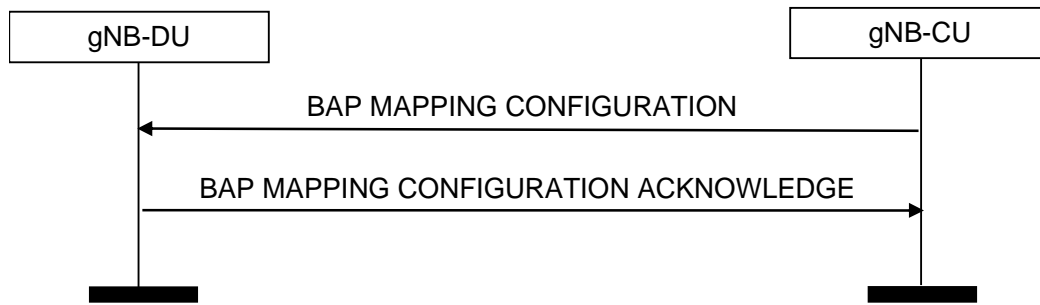 gNB-DU
gNB-CU
BAP MAPPING CONFIGURATION
BAP MAPPING CONFIGURATION ACKNOWLEDGE